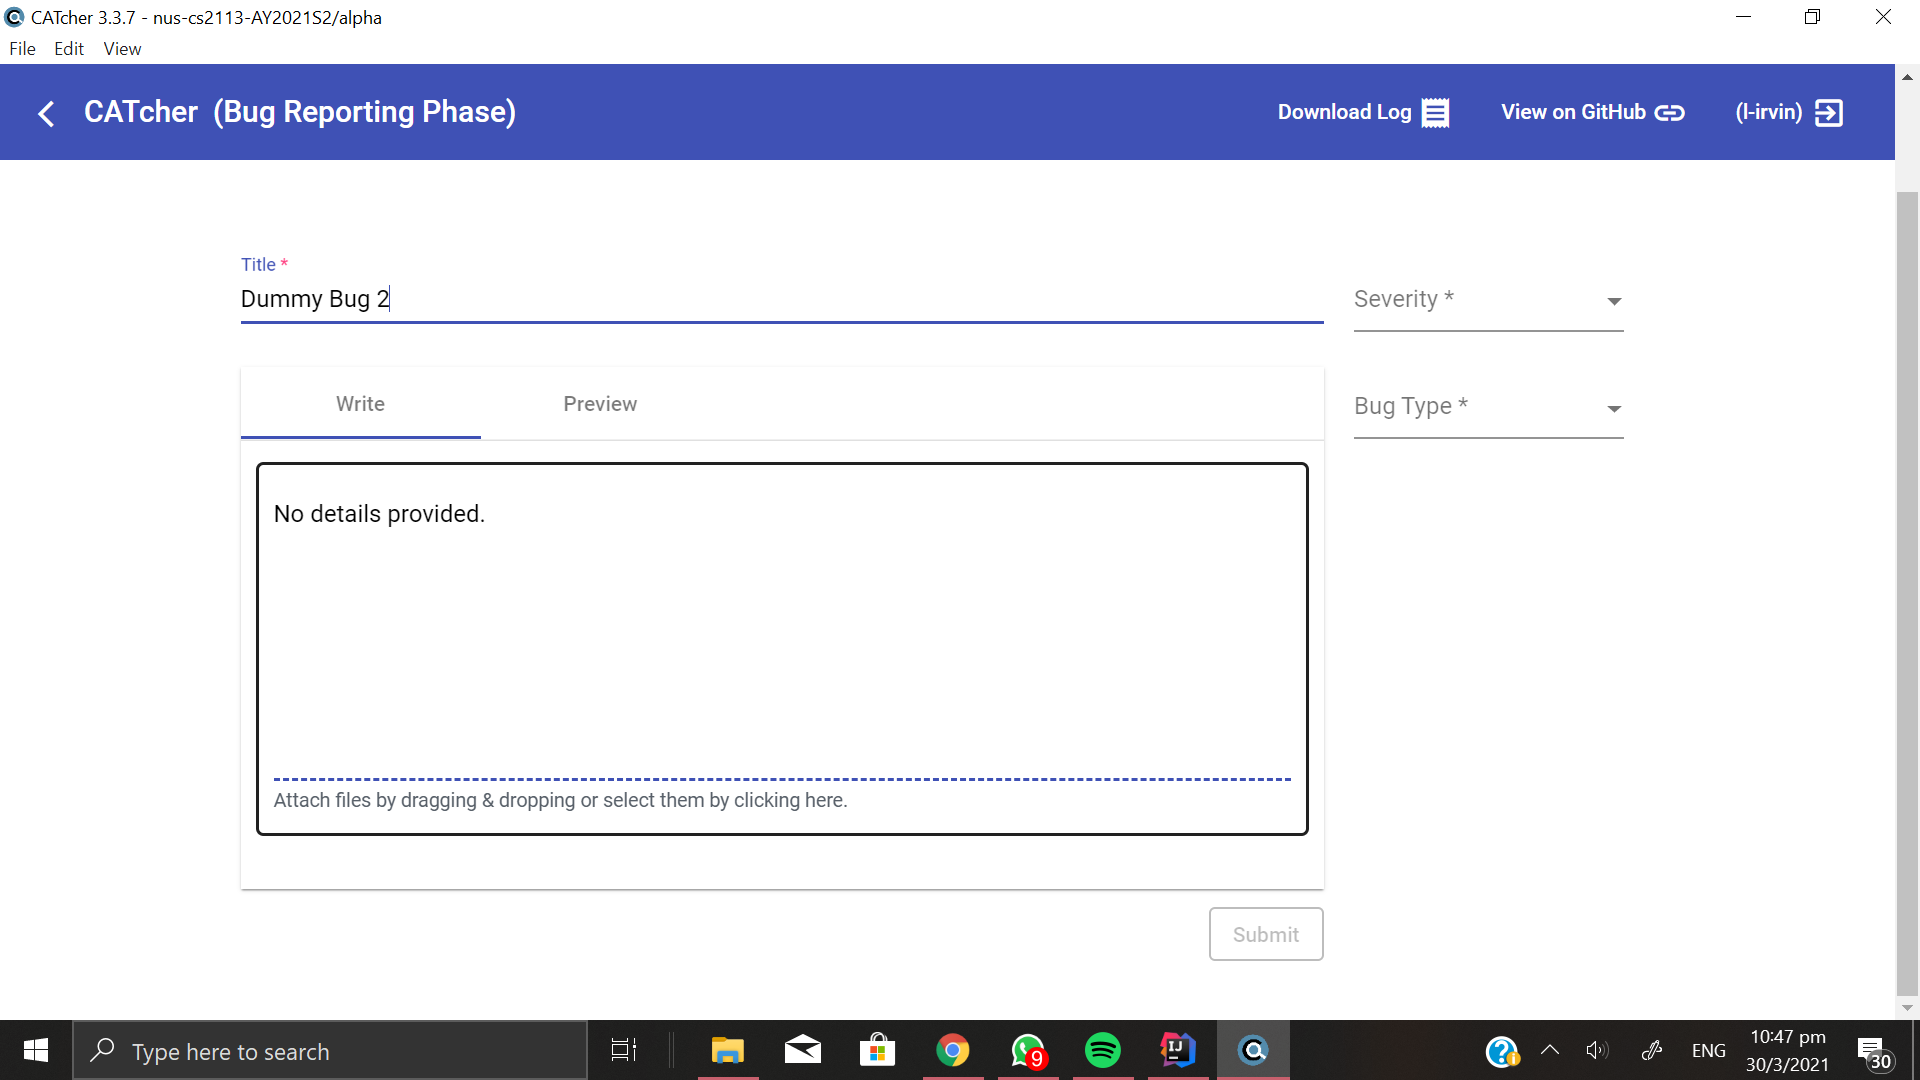 CATcher 3.3.7 - nus-cs2113-AY2021S2/alpha
File Edit View
CATcher (Bug Reporting Phase)
Download Log
View on GitHub
(l-irvin)
Title *
Dummy Bug 2
Severity *
Write
Preview
Bug Type *
No details provided.
Attach files by dragging & dropping or select them by clicking here.
Submit
Type here to search
9
IJ
ENG
10:47 pm
30/3/2021
30